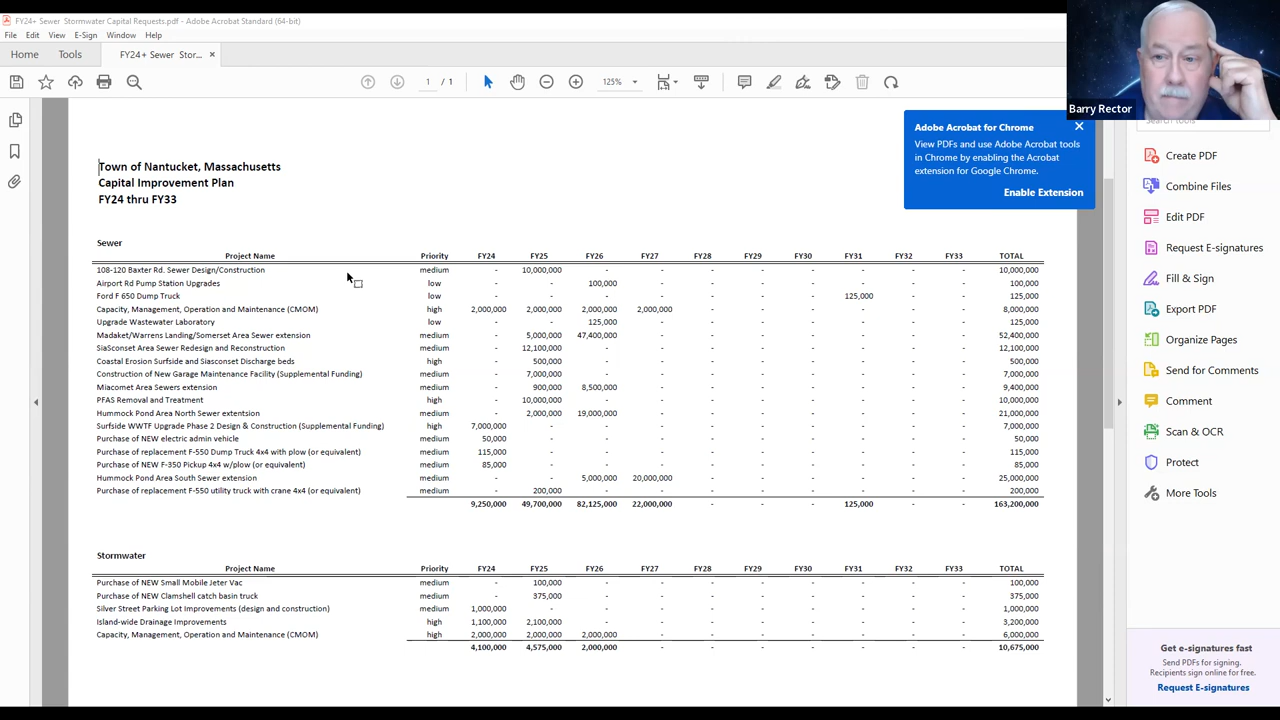 FY24+ Sewer Stormwater Capital Requests.pdf - Adobe Acrobat Standard (64-bit)
File Edit View E-Sign Window Help
Home Tools FY24+ Sewer Stor... ×
1 / 1 125%
Barry Rector
Adobe Acrobat for Chrome
View PDFs and use Adobe Acrobat tools
in Chrome by enabling the Acrobat
extension for Google Chrome.
Enable Extension
Search tools
Create PDF
Combine Files
Edit PDF
Request E-signatures
Fill & Sign
Export PDF
Organize Pages
Send for Comments
Comment
Scan & OCR
Protect
More Tools
Get e-signatures fast
Send PDFs for signing.
Recipients sign online for free.
Request E-signatures
Town of Nantucket, Massachusetts
Capital Improvement Plan
FY24 thru FY33
Sewer
Project Name Priority FY24 FY25 FY26 FY27 FY28 FY29 FY30 FY31 FY32 FY33 TOTAL
108-120 Baxter Rd. Sewer Design/Construction medium - 10,000,000 - - - - - - - - 10,000,000
Airport Rd Pump Station Upgrades low - - 100,000 - - - - - - - 100,000
Ford F 650 Dump Truck low - - - - - - - 125,000 - - 125,000
Capacity, Management, Operation and Maintenance (CMOM) high 2,000,000 2,000,000 2,000,000 2,000,000 - - - - - - 8,000,000
Upgrade Wastewater Laboratory low - - 125,000 - - - - - - - 125,000
Madaket/Warrens Landing/Somerset Area Sewer extension medium - 5,000,000 47,400,000 - - - - - - - 52,400,000
SiaSconset Area Sewer Redesign and Reconstruction medium - 12,100,000 - - - - - - - - 12,100,000
Coastal Erosion Surfside and Siasconset Discharge beds high - 500,000 - - - - - - - - 500,000
Construction of New Garage Maintenance Facility (Supplemental Funding) medium - 7,000,000 - - - - - - - - 7,000,000
Miacomet Area Sewers extension medium - 900,000 8,500,000 - - - - - - - 9,400,000
PFAS Removal and Treatment high - 10,000,000 - - - - - - - - 10,000,000
Hummock Pond Area North Sewer extentsion medium - 2,000,000 19,000,000 - - - - - - - 21,000,000
Surfside WWTF Upgrade Phase 2 Design & Construction (Supplemental Funding) high 7,000,000 - - - - - - - - - 7,000,000
Purchase of NEW electric admin vehicle medium 50,000 - - - - - - - - - 50,000
Purchase of replacement F-550 Dump Truck 4x4 with plow (or equivalent) medium 115,000 - - - - - - - - - 115,000
Purchase of NEW F-350 Pickup 4x4 w/plow (or equivalent) medium 85,000 - - - - - - - - - 85,000
Hummock Pond Area South Sewer extension medium - - 5,000,000 20,000,000 - - - - - - 25,000,000
Purchase of replacement F-550 utility truck with crane 4x4 (or equivalent) medium - 200,000 - - - - - - - - 200,000
9,250,000 49,700,000 82,125,000 22,000,000 - - - 125,000 - - 163,200,000
Stormwater
Project Name Priority FY24 FY25 FY26 FY27 FY28 FY29 FY30 FY31 FY32 FY33 TOTAL
Purchase of NEW Small Mobile Jeter Vac medium - 100,000 - - - - - - - - 100,000
Purchase of NEW Clamshell catch basin truck medium - 375,000 - - - - - - - - 375,000
Silver Street Parking Lot Improvements (design and construction) medium 1,000,000 - - - - - - - - - 1,000,000
Island-wide Drainage Improvements high 1,100,000 2,100,000 - - - - - - - - 3,200,000
Capacity, Management, Operation and Maintenance (CMOM) high 2,000,000 2,000,000 2,000,000 - - - - - - - 6,000,000
4,100,000 4,575,000 2,000,000 - - - - - - - 10,675,000